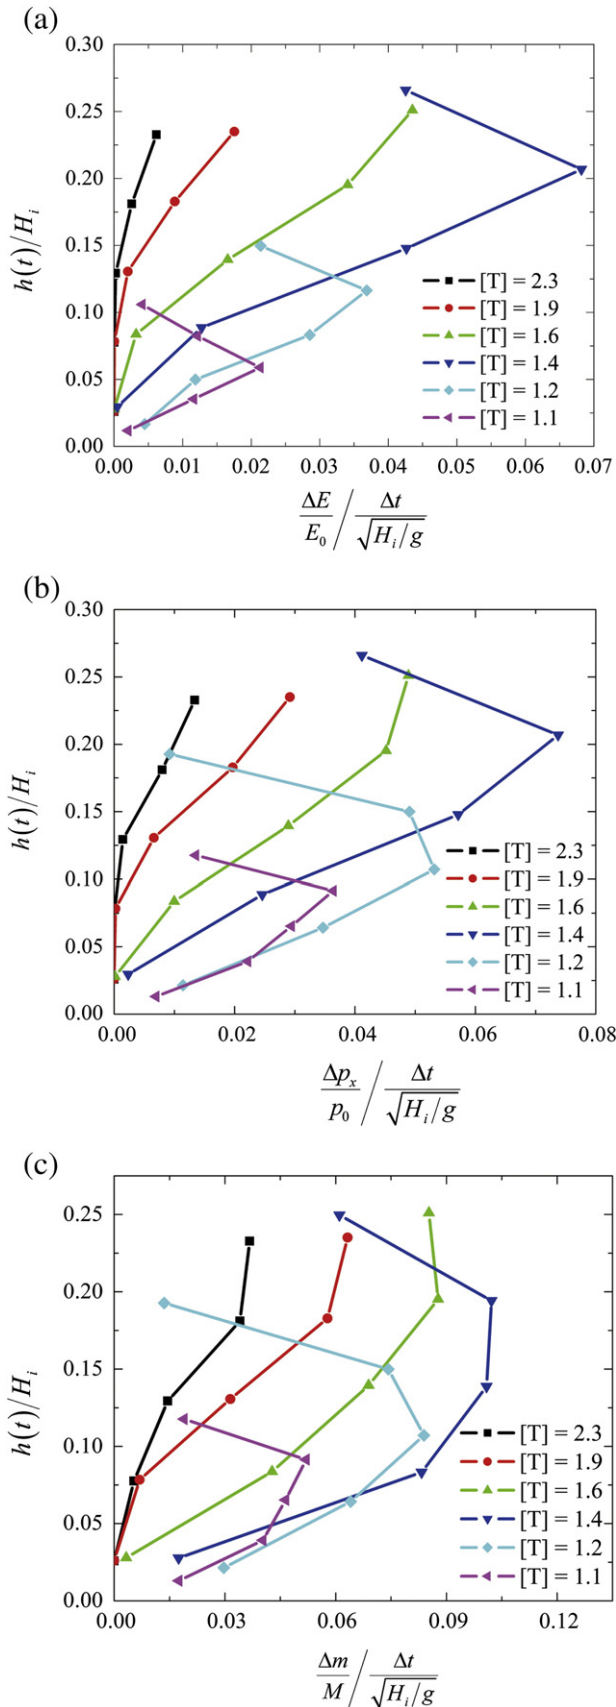 (a)
0.30
0.25
0.20
0.15
0.10
0.05
0.00
h(t)/H_i
[T] = 2.3
[T] = 1.9
[T] = 1.6
[T] = 1.4
[T] = 1.2
[T] = 1.1
0.00 0.01 0.02 0.03 0.04 0.05 0.06 0.07
ΔE/E_0 / Δt/√(H_i/g)
(b)
0.30
0.25
0.20
0.15
0.10
0.05
0.00
h(t)/H_i
[T] = 2.3
[T] = 1.9
[T] = 1.6
[T] = 1.4
[T] = 1.2
[T] = 1.1
0.00 0.02 0.04 0.06 0.08
Δp_x/p_0 / Δt/√(H_i/g)
(c)
0.25
0.20
0.15
0.10
0.05
0.00
h(t)/H_i
[T] = 2.3
[T] = 1.9
[T] = 1.6
[T] = 1.4
[T] = 1.2
[T] = 1.1
0.00 0.03 0.06 0.09 0.12
Δm/M / Δt/√(H_i/g)